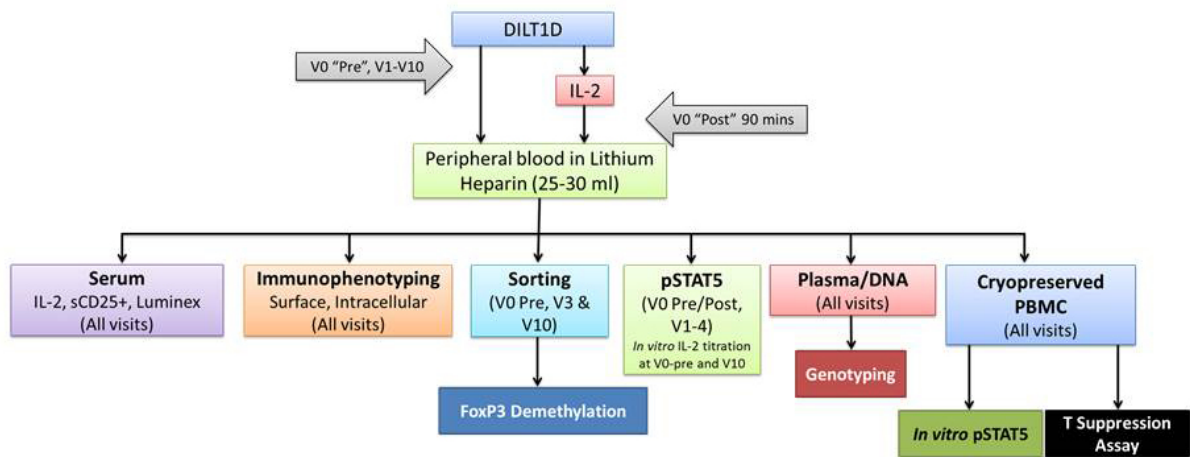 DILT1D
V0 “Pre”, V1-V10
IL-2
V0 “Post” 90 mins
Peripheral blood in Lithium
Heparin (25-30 ml)
Serum
IL-2, sCD25+, Luminex
(All visits)
Immunophenotyping
Surface, Intracellular
(All visits)
Sorting
(V0 Pre, V3 &
V10)
pSTAT5
(V0 Pre/Post,
V1-4)
In vitro IL-2 titration
at V0-pre and V10
Plasma/DNA
(All visits)
Cryopreserved
PBMC
(All visits)
FoxP3 Demethylation
Genotyping
In vitro pSTAT5
T Suppression
Assay